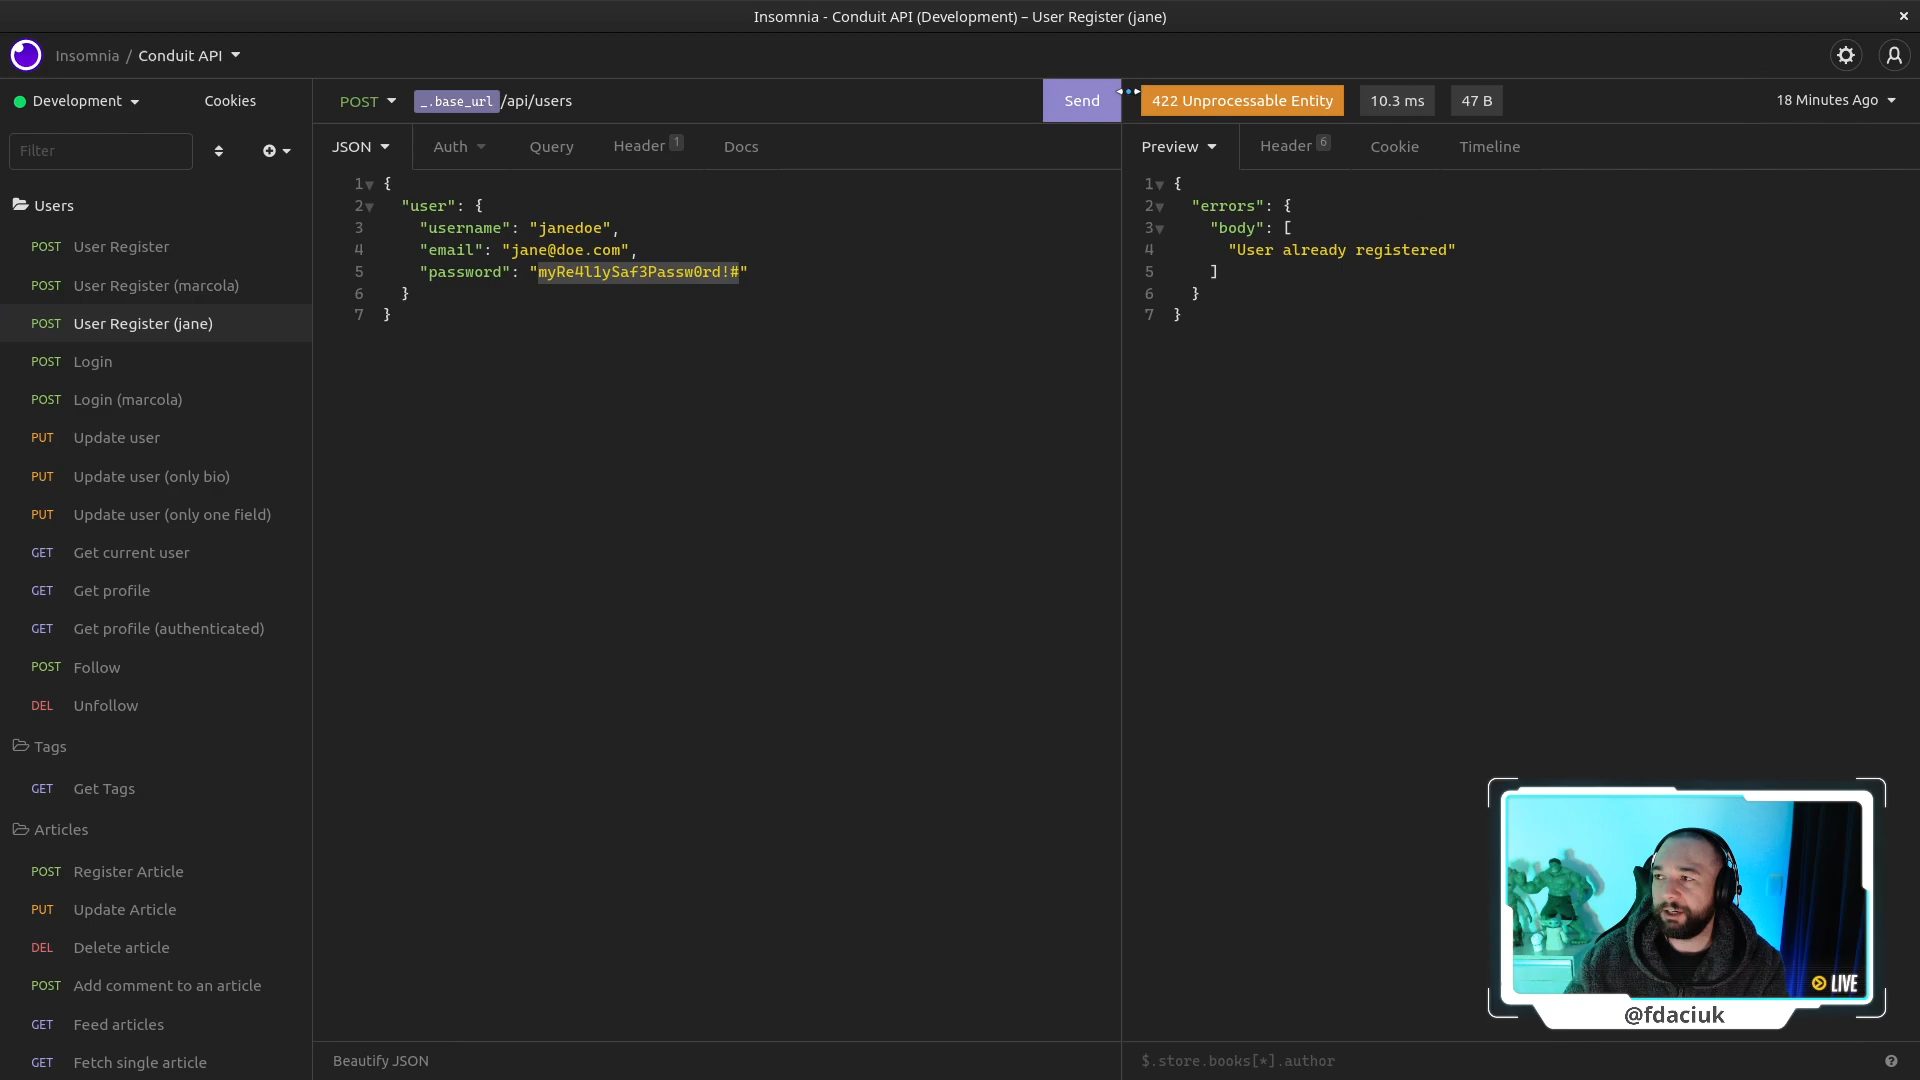 Insomnia - Conduit API (Development) – User Register (jane)
Insomnia / Conduit API
Development
Cookies
POST
_.base_url/api/users
Send
422 Unprocessable Entity
10.3 ms
47 B
18 Minutes Ago
Filter
JSON
Auth
Query
Header 1
Docs
Preview
Header 6
Cookie
Timeline
Users
POST User Register
POST User Register (marcola)
POST User Register (jane)
POST Login
POST Login (marcola)
PUT Update user
PUT Update user (only bio)
PUT Update user (only one field)
GET Get current user
GET Get profile
GET Get profile (authenticated)
POST Follow
DEL Unfollow
Tags
GET Get Tags
Articles
POST Register Article
PUT Update Article
DEL Delete article
POST Add comment to an article
GET Feed articles
GET Fetch single article
1 {
2 "user": {
3 "username": "janedoe",
4 "email": "jane@doe.com",
5 "password": "myRe4l1ySaf3Passw0rd!#"
6 }
7 }
Beautify JSON
1 {
2 "errors": {
3 "body": [
4 "User already registered"
5 ]
6 }
7 }
LIVE
@fdaciuk
$.store.books[*].author